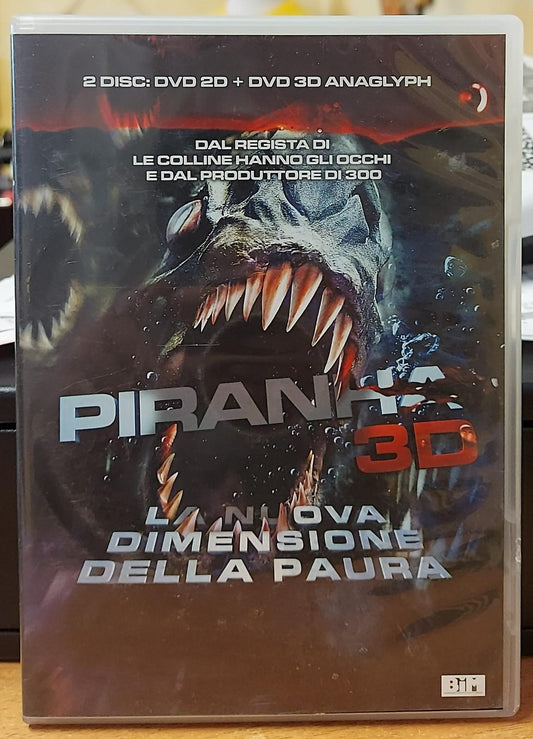 2 DISC: DVD 2D + DVD 3D ANAGLYPH
DAL REGISTA DI
LE COLLINE HANNO GLI OCCHI
E DAL PRODUTTORE DI 300
PIRANHA
3D
LA NUOVA
DIMENSIONE
DELLA PAURA
BiM